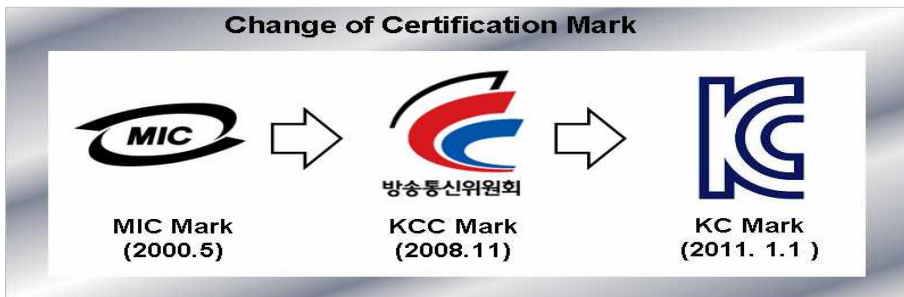 Change of Certification Mark
MIC
방송통신위원회
KC
MIC Mark
(2000.5)
KCC Mark
(2008.11)
KC Mark
(2011. 1.1 )